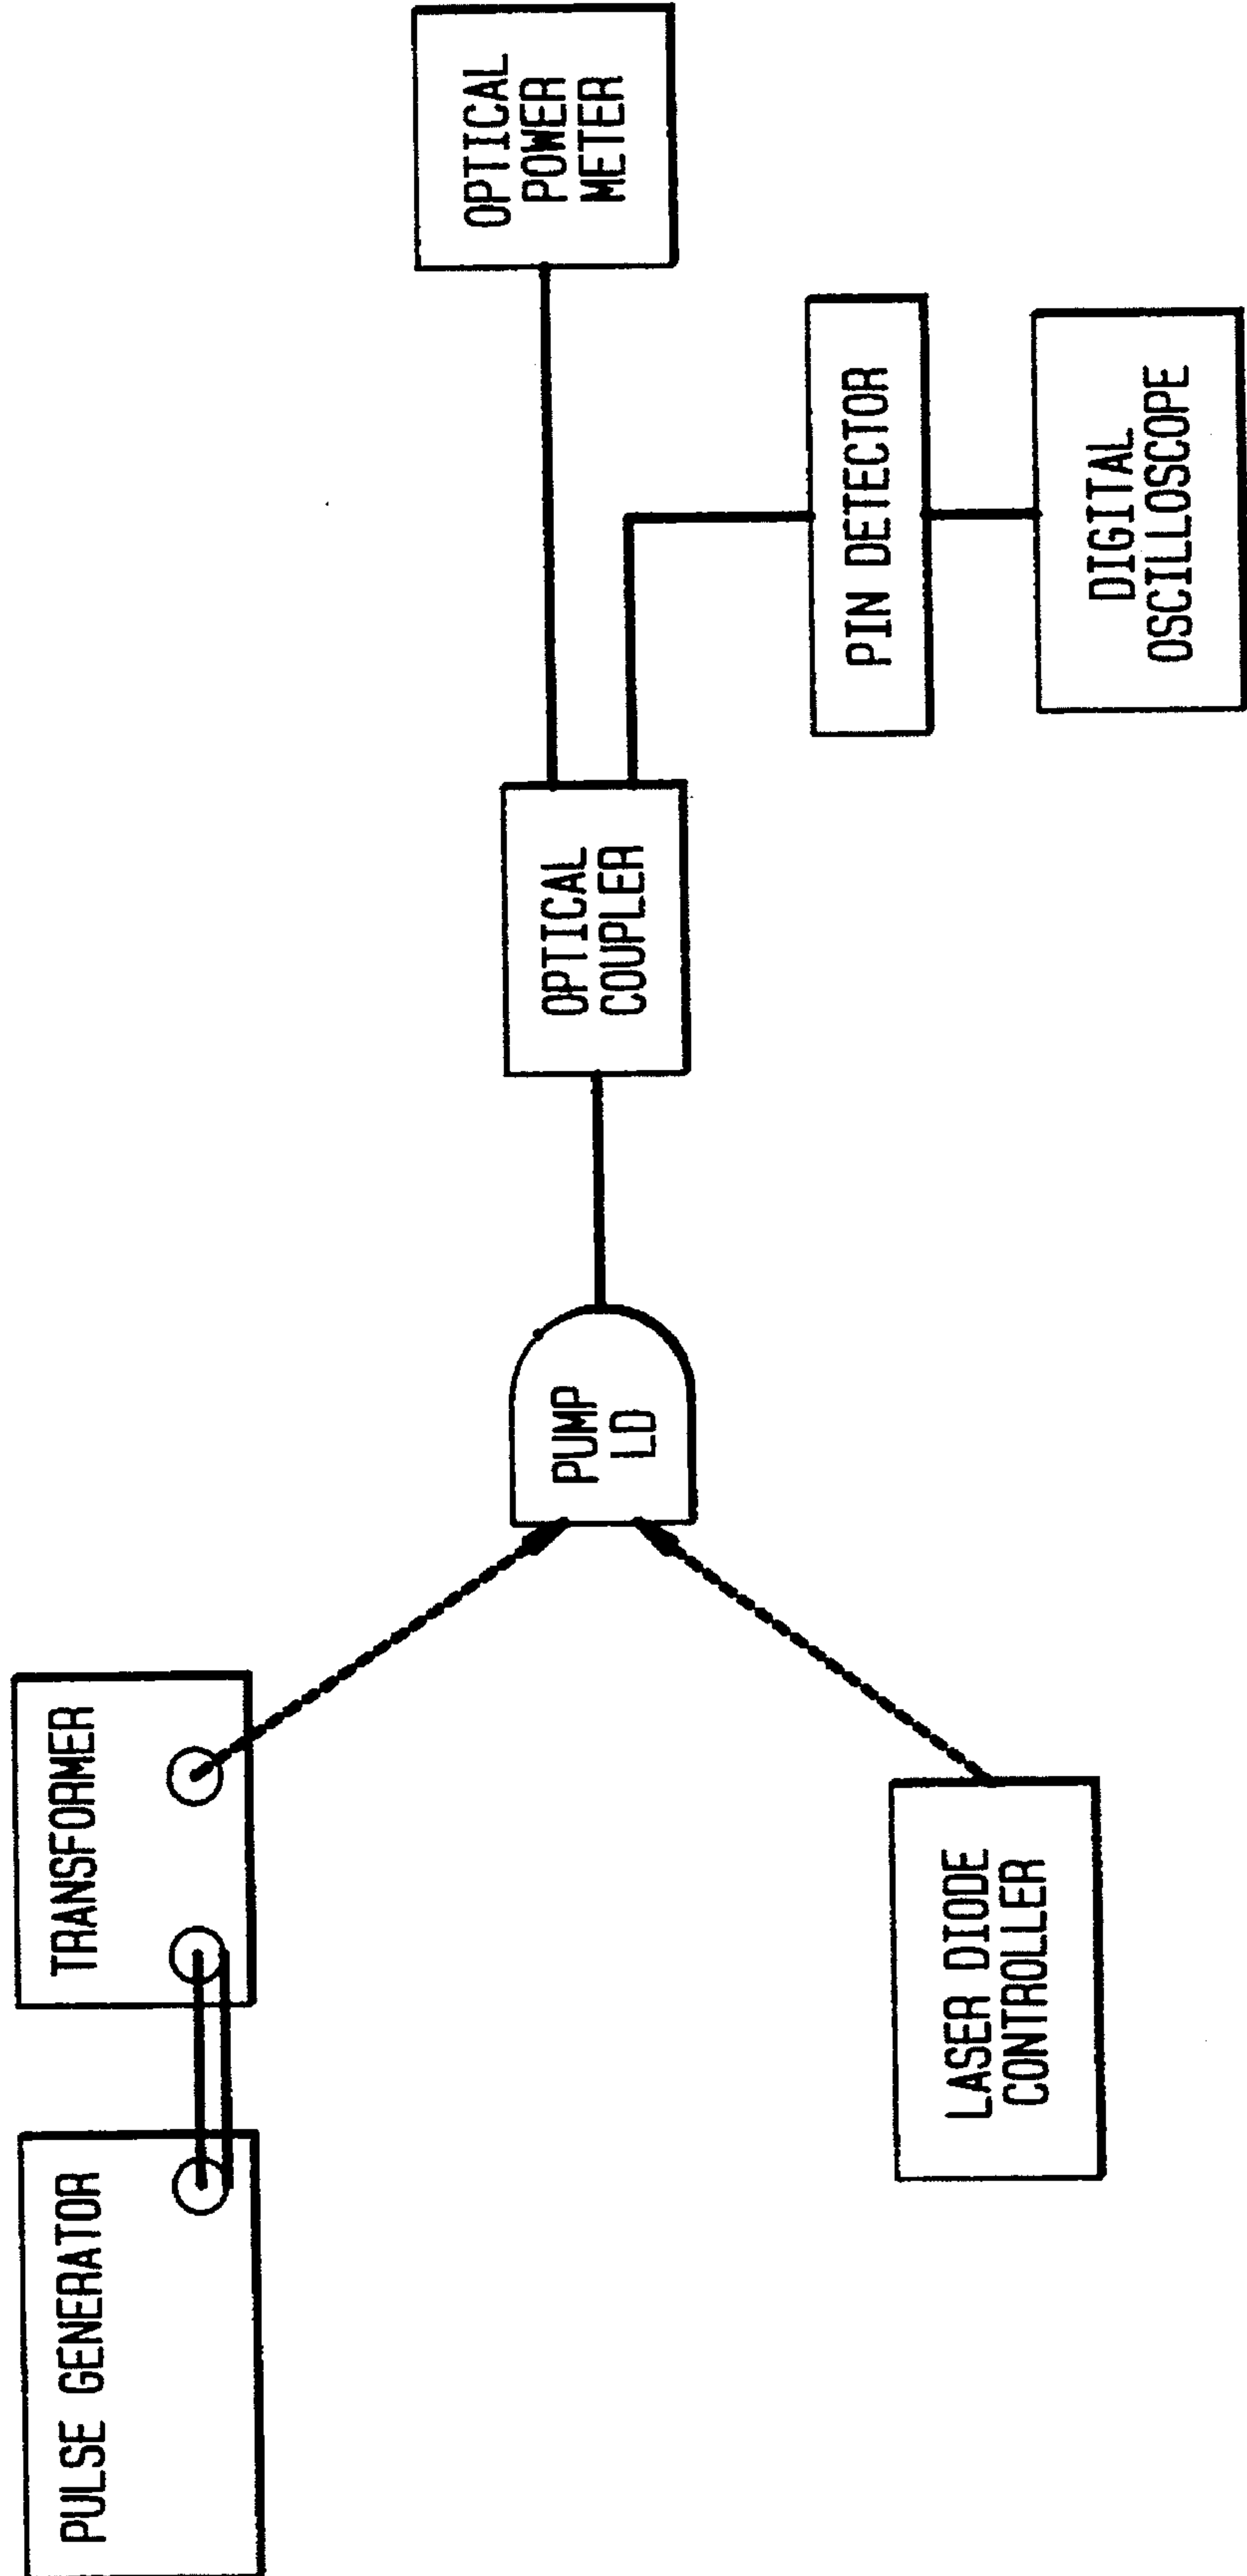 PULSE GENERATOR
TRANSFORMER
LASER DIODE
CONTROLLER
PUMP
LD
OPTICAL
COUPLER
OPTICAL
POWER
METER
PIN DETECTOR
DIGITAL
OSCILLOSCOPE